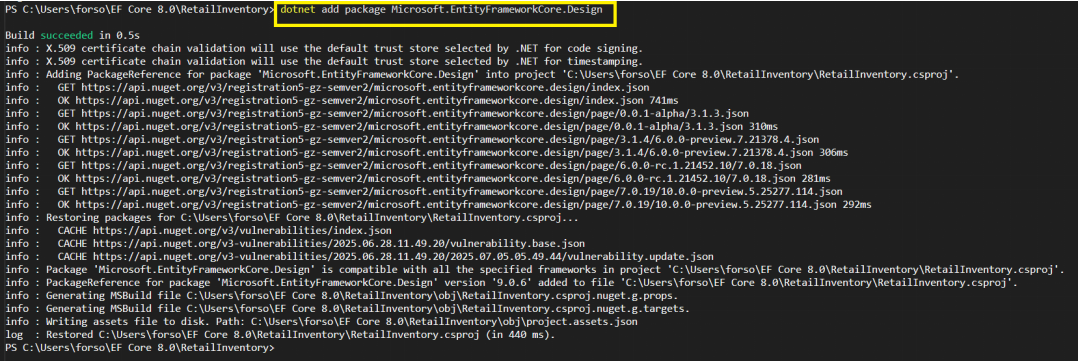 PS C:\Users\forso\EF Core 8.0\RetailInventory> dotnet add package Microsoft.EntityFrameworkCore.Design
Build succeeded in 0.5s
info : X.509 certificate chain validation will use the default trust store selected by .NET for code signing.
info : X.509 certificate chain validation will use the default trust store selected by .NET for timestamping.
info : Adding PackageReference for package 'Microsoft.EntityFrameworkCore.Design' into project 'C:\Users\forso\EF Core 8.0\RetailInventory\RetailInventory.csproj'.
info :   GET https://api.nuget.org/v3/registration5-gz-semver2/microsoft.entityframeworkcore.design/index.json
info :   OK https://api.nuget.org/v3/registration5-gz-semver2/microsoft.entityframeworkcore.design/index.json 741ms
info :   GET https://api.nuget.org/v3/registration5-gz-semver2/microsoft.entityframeworkcore.design/page/0.0.1-alpha/3.1.3.json
info :   OK https://api.nuget.org/v3/registration5-gz-semver2/microsoft.entityframeworkcore.design/page/0.0.1-alpha/3.1.3.json 310ms
info :   GET https://api.nuget.org/v3/registration5-gz-semver2/microsoft.entityframeworkcore.design/page/3.1.4/6.0.0-preview.7.21378.4.json
info :   OK https://api.nuget.org/v3/registration5-gz-semver2/microsoft.entityframeworkcore.design/page/3.1.4/6.0.0-preview.7.21378.4.json 306ms
info :   GET https://api.nuget.org/v3/registration5-gz-semver2/microsoft.entityframeworkcore.design/page/6.0.0-rc.1.21452.10/7.0.18.json
info :   OK https://api.nuget.org/v3/registration5-gz-semver2/microsoft.entityframeworkcore.design/page/6.0.0-rc.1.21452.10/7.0.18.json 281ms
info :   GET https://api.nuget.org/v3/registration5-gz-semver2/microsoft.entityframeworkcore.design/page/7.0.19/10.0.0-preview.5.25277.114.json
info :   OK https://api.nuget.org/v3/registration5-gz-semver2/microsoft.entityframeworkcore.design/page/7.0.19/10.0.0-preview.5.25277.114.json 292ms
info : Restoring packages for C:\Users\forso\EF Core 8.0\RetailInventory\RetailInventory.csproj...
info :   CACHE https://api.nuget.org/v3/vulnerabilities/index.json
info :   CACHE https://api.nuget.org/v3-vulnerabilities/2025.06.28.11.49.20/vulnerability.base.json
info :   CACHE https://api.nuget.org/v3-vulnerabilities/2025.06.28.11.49.20/2025.07.05.05.49.44/vulnerability.update.json
info : Package 'Microsoft.EntityFrameworkCore.Design' is compatible with all the specified frameworks in project 'C:\Users\forso\EF Core 8.0\RetailInventory\RetailInventory.csproj'.
info : PackageReference for package 'Microsoft.EntityFrameworkCore.Design' version '9.0.6' added to file 'C:\Users\forso\EF Core 8.0\RetailInventory\RetailInventory.csproj'.
info : Generating MSBuild file C:\Users\forso\EF Core 8.0\RetailInventory\obj\RetailInventory.csproj.nuget.g.props.
info : Generating MSBuild file C:\Users\forso\EF Core 8.0\RetailInventory\obj\RetailInventory.csproj.nuget.g.targets.
info : Writing assets file to disk. Path: C:\Users\forso\EF Core 8.0\RetailInventory\obj\project.assets.json
log  : Restored C:\Users\forso\EF Core 8.0\RetailInventory\RetailInventory.csproj (in 440 ms).
PS C:\Users\forso\EF Core 8.0\RetailInventory>